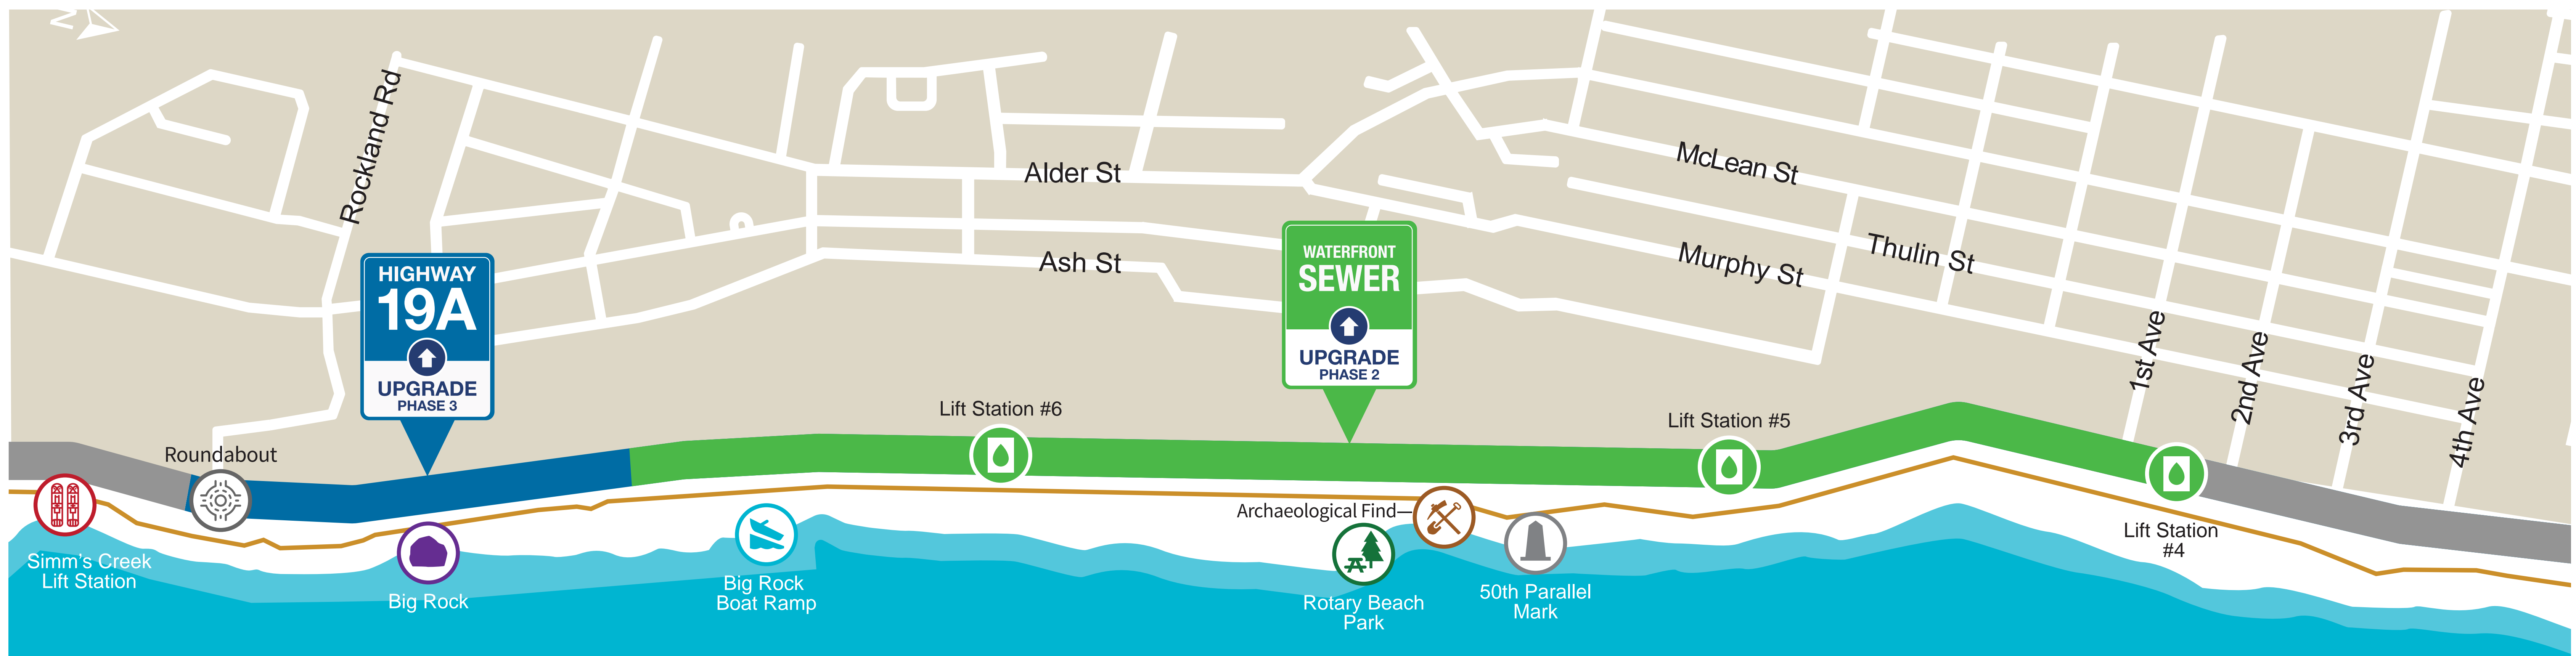 N
Rockland Rd
Alder St
Ash St
McLean St
Thulin St
Murphy St
1st Ave
2nd Ave
3rd Ave
4th Ave
HIGHWAY
19A
UPGRADE
PHASE 3
WATERFRONT
SEWER
UPGRADE
PHASE 2
Lift Station #6
Lift Station #5
Roundabout
Archaeological Find
Lift Station
#4
Simm's Creek
Lift Station
Big Rock
Big Rock
Boat Ramp
Rotary Beach
Park
50th Parallel
Mark